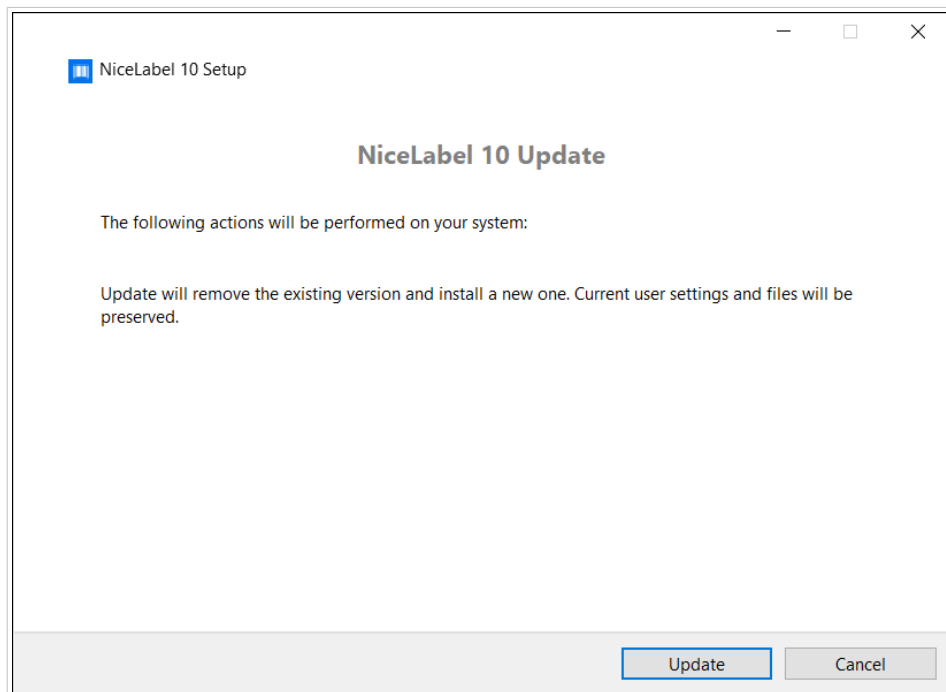 NiceLabel 10 Setup
NiceLabel 10 Update
The following actions will be performed on your system:
Update will remove the existing version and install a new one. Current user settings and files will be
preserved.
Update
Cancel